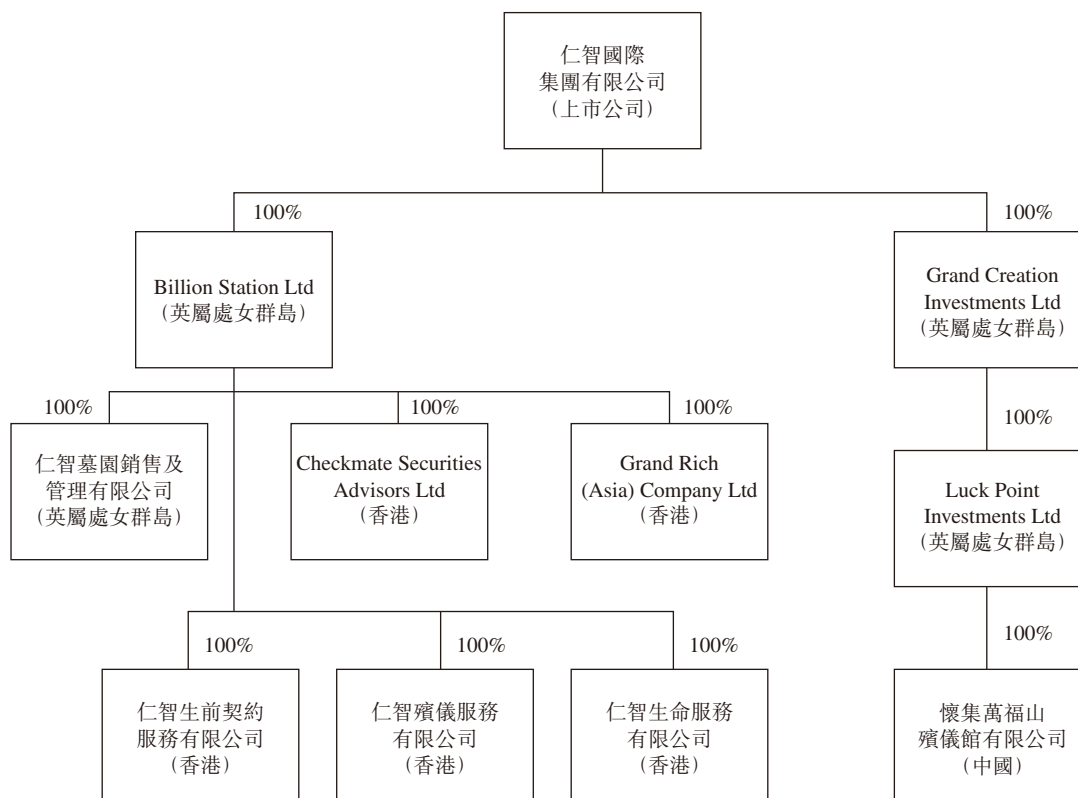 仁智國際
集團有限公司
（上市公司）
100%
100%
Billion Station Ltd
（英屬處女群島）
Grand Creation
Investments Ltd
（英屬處女群島）
100%
100%
100%
100%
仁智墓園銷售及
管理有限公司
（英屬處女群島）
Checkmate Securities
Advisors Ltd
（香港）
Grand Rich
(Asia) Company Ltd
（香港）
Luck Point
Investments Ltd
（英屬處女群島）
100%
100%
100%
100%
仁智生前契約
服務有限公司
（香港）
仁智殯儀服務
有限公司
（香港）
仁智生命服務
有限公司
（香港）
懷集萬福山
殯儀館有限公司
（中國）